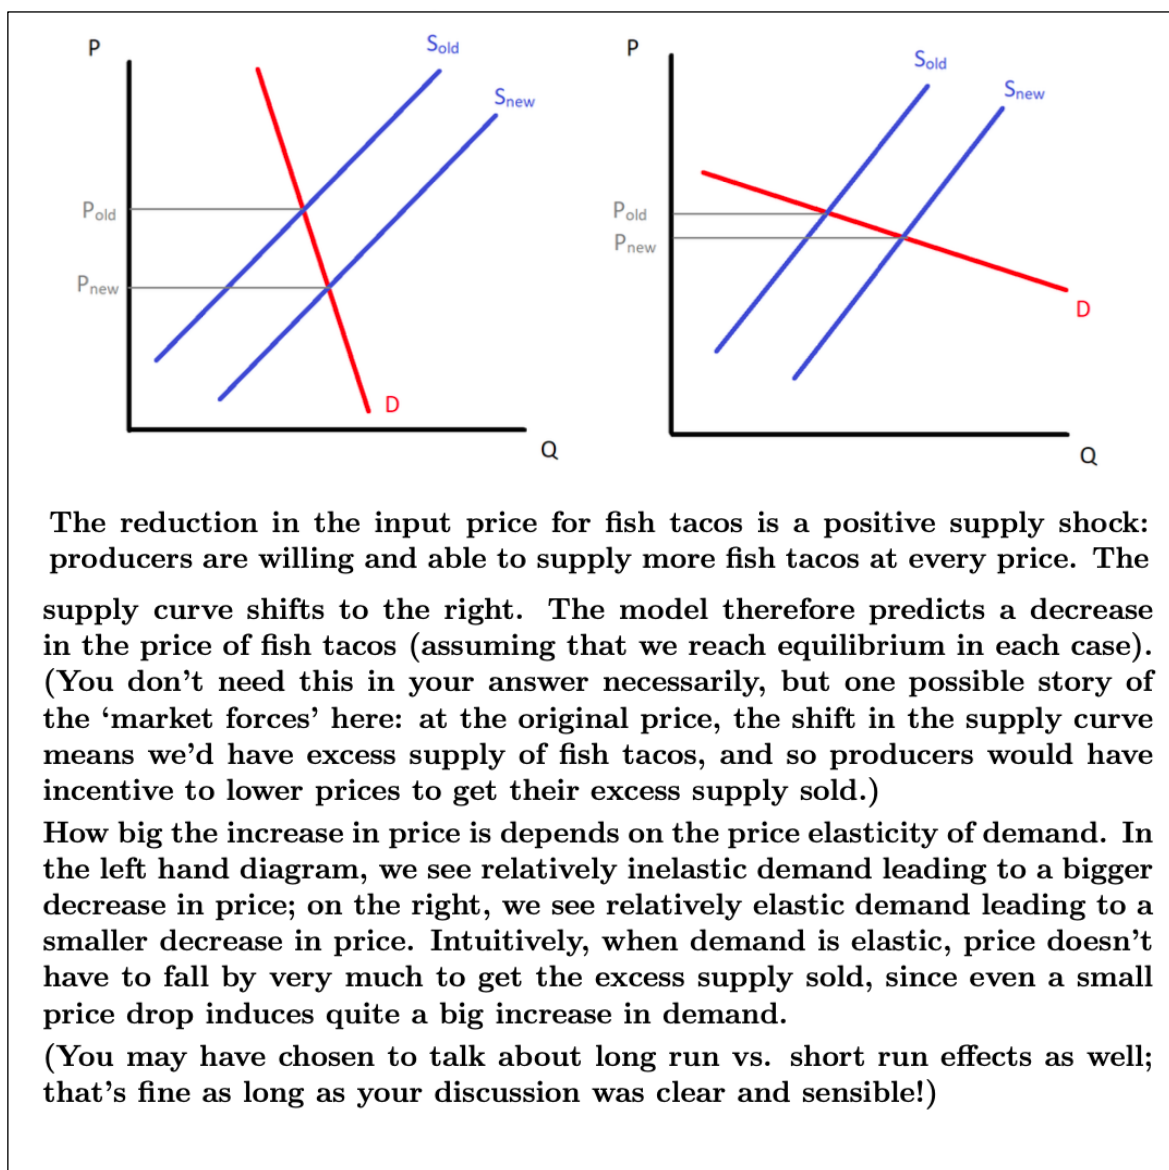 P
S_old
S_new
P_old
P_new
D
Q
P
S_old
S_new
P_old
P_new
D
Q
The reduction in the input price for fish tacos is a positive supply shock:
producers are willing and able to supply more fish tacos at every price. The
supply curve shifts to the right. The model therefore predicts a decrease
in the price of fish tacos (assuming that we reach equilibrium in each case).
(You don’t need this in your answer necessarily, but one possible story of
the ‘market forces’ here: at the original price, the shift in the supply curve
means we’d have excess supply of fish tacos, and so producers would have
incentive to lower prices to get their excess supply sold.)
How big the increase in price is depends on the price elasticity of demand. In
the left hand diagram, we see relatively inelastic demand leading to a bigger
decrease in price; on the right, we see relatively elastic demand leading to a
smaller decrease in price. Intuitively, when demand is elastic, price doesn’t
have to fall by very much to get the excess supply sold, since even a small
price drop induces quite a big increase in demand.
(You may have chosen to talk about long run vs. short run effects as well;
that’s fine as long as your discussion was clear and sensible!)